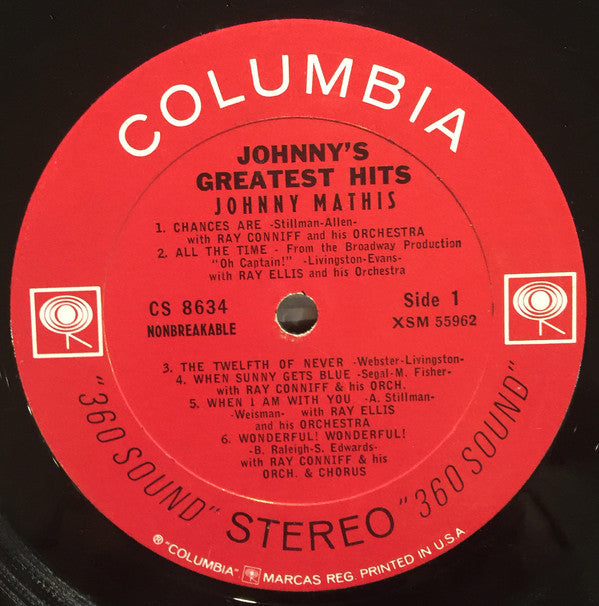 COLUMBIA
JOHNNY'S
GREATEST HITS
JOHNNY MATHIS
1. CHANCES ARE -Stillman-Allen-
with RAY CONNIFF and his ORCHESTRA
2. ALL THE TIME - From the Broadway Production
"Oh Captain!" -Livingston-Evans-
with RAY ELLIS and his Orchestra
CS 8634
NONBREAKABLE
Side 1
XSM 55962
3. THE TWELFTH OF NEVER -Webster-Livingston-
4. WHEN SUNNY GETS BLUE -Segal-M. Fisher-
with RAY CONNIFF & his ORCH.
5. WHEN I AM WITH YOU -A. Stillman-
-Weisman- with RAY ELLIS
and his ORCHESTRA
6. WONDERFUL! WONDERFUL!
-B. Raleigh-S. Edwards-
with RAY CONNIFF & his
ORCH. & CHORUS
"360 SOUND" STEREO "360 SOUND"
® "COLUMBIA" MARCAS REG. PRINTED IN U.S.A.